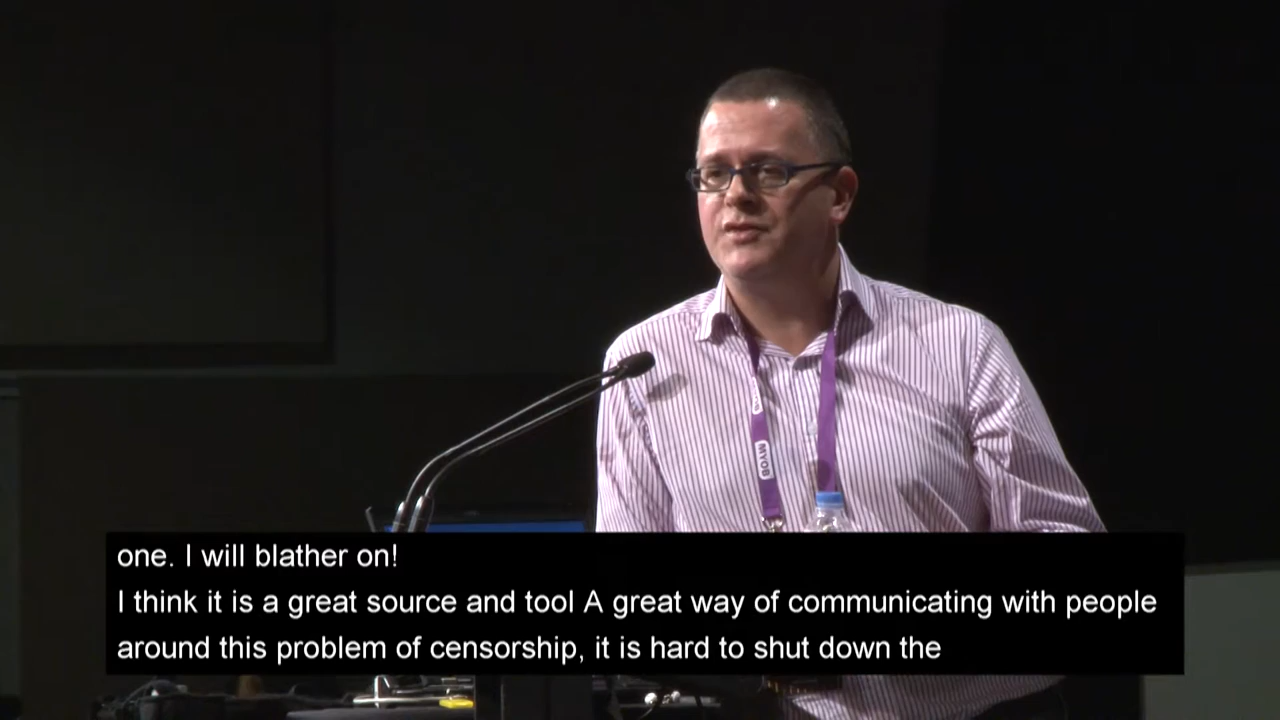 MYOB
one. I will blather on!
I think it is a great source and tool A great way of communicating with people
around this problem of censorship, it is hard to shut down the